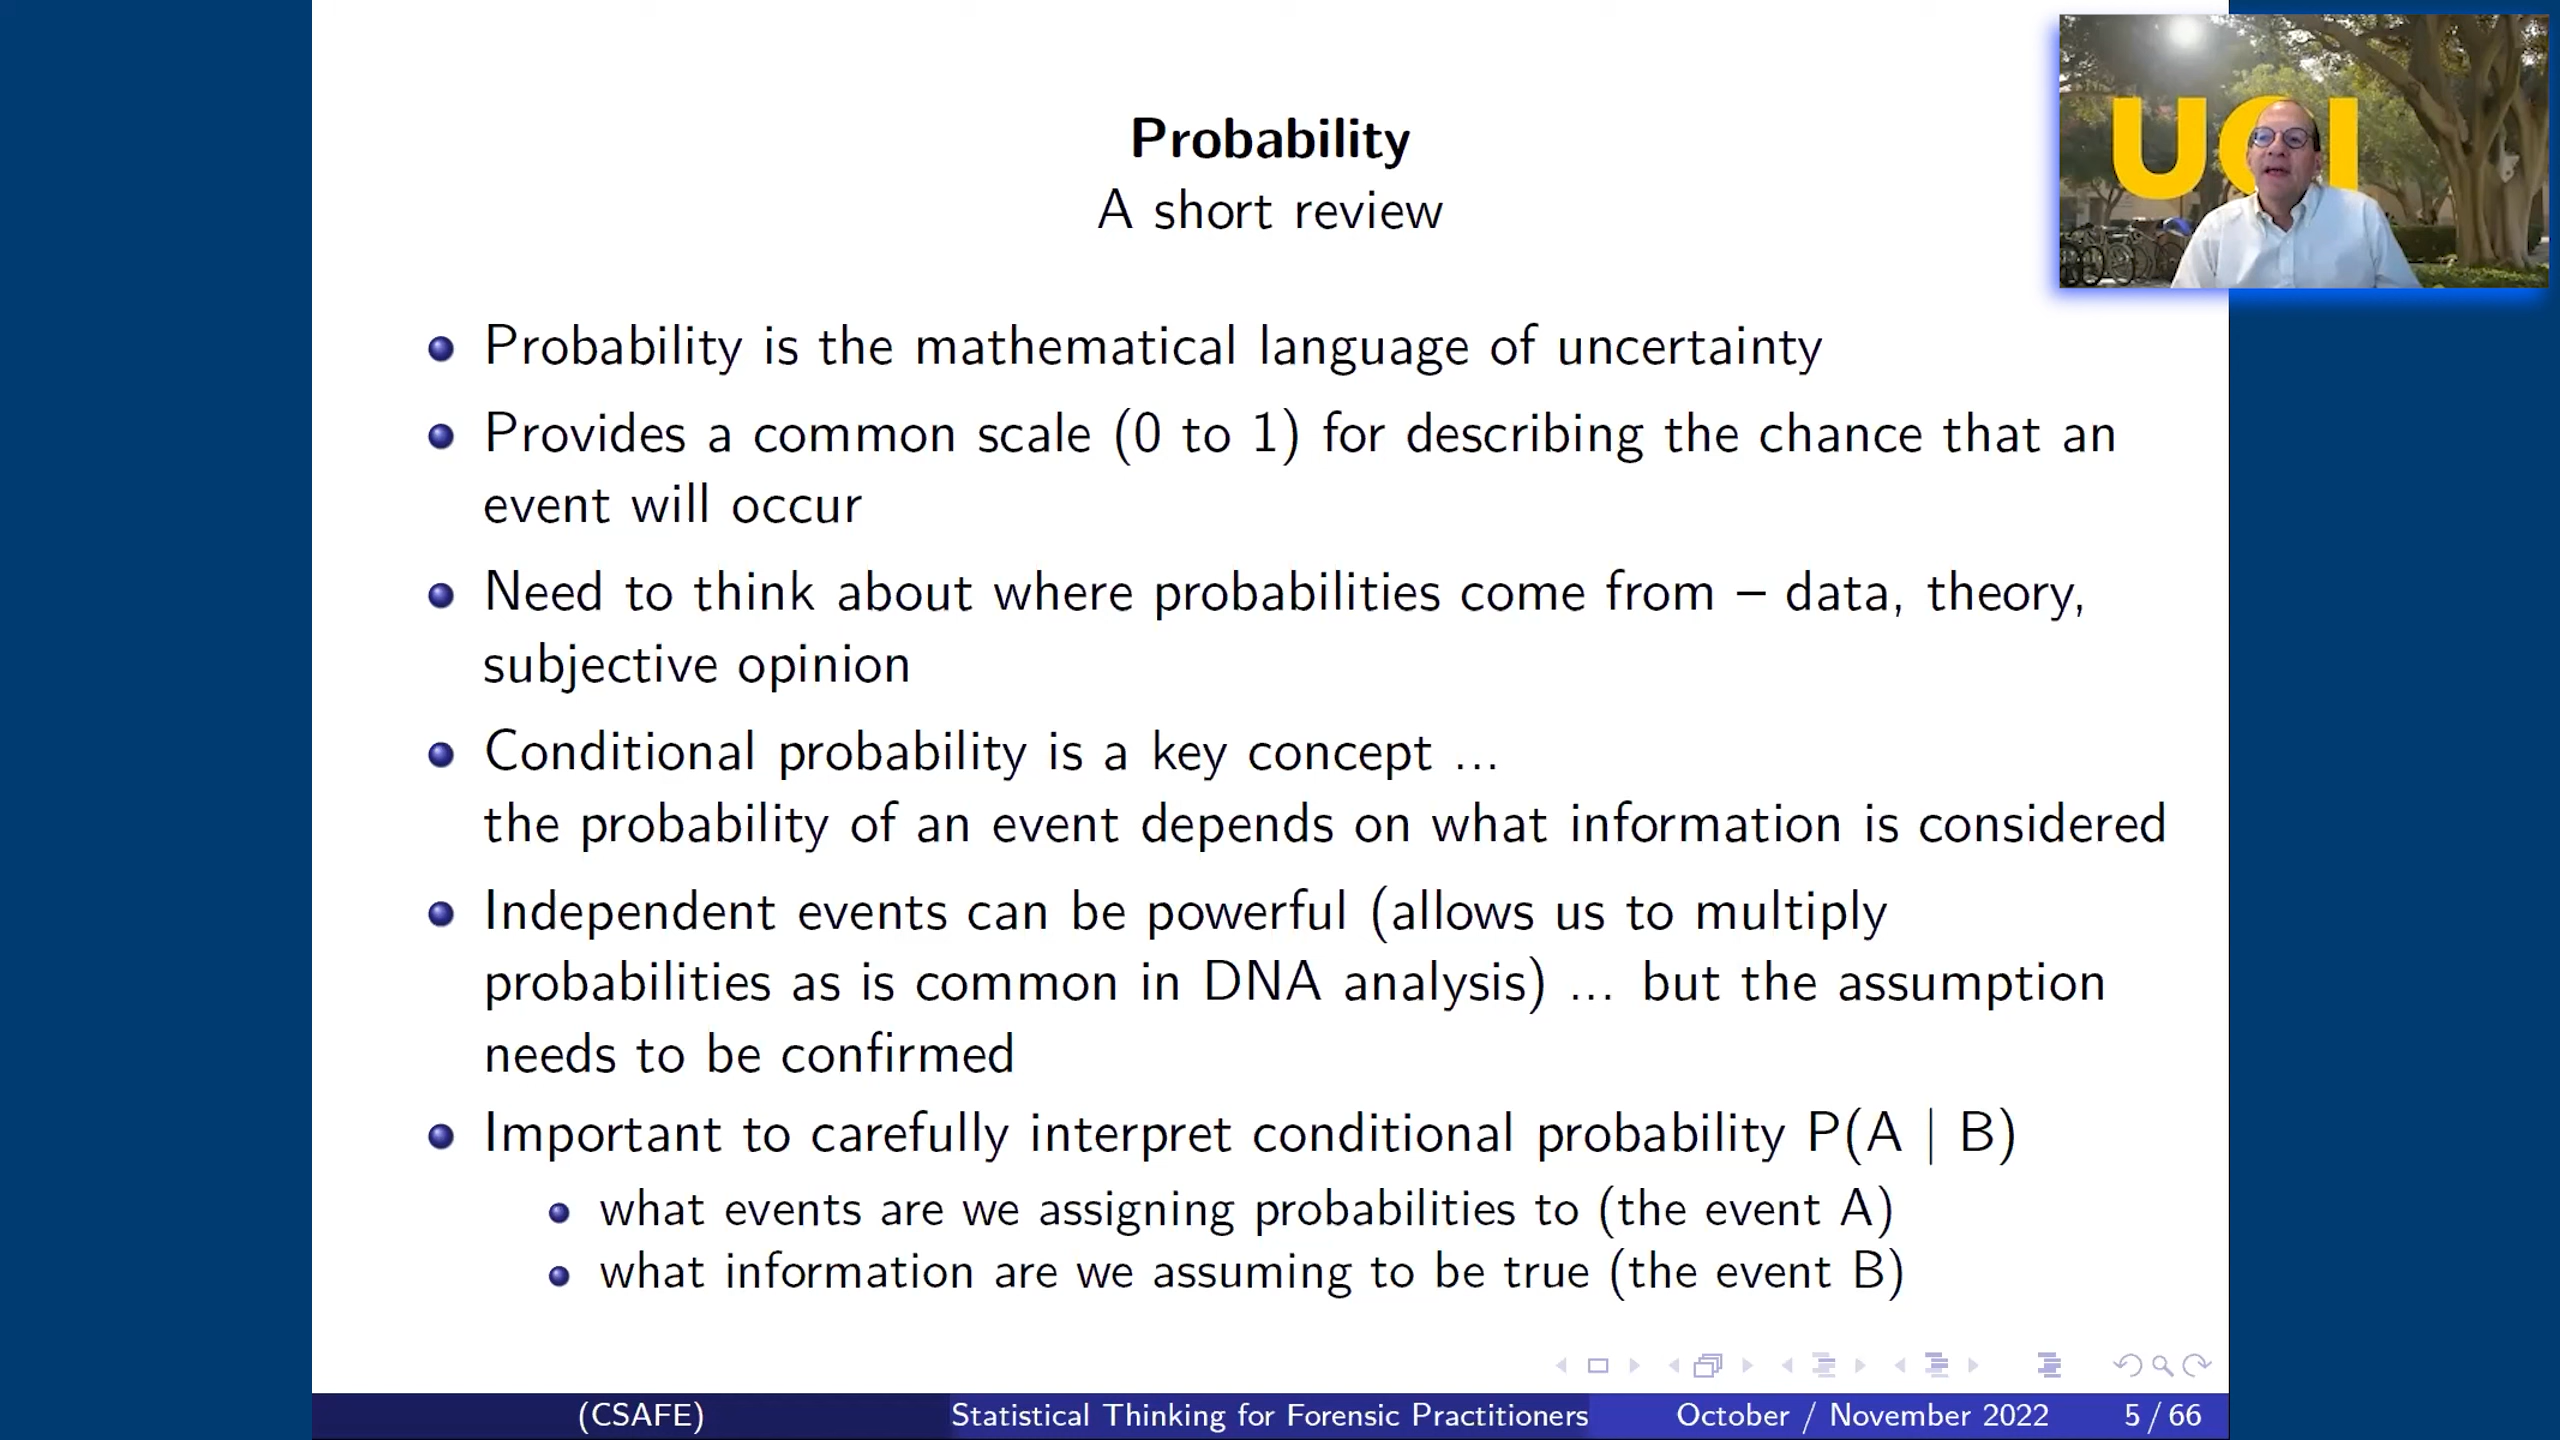 Probability
A short review
UCI
Probability is the mathematical language of uncertainty
Provides a common scale (0 to 1) for describing the chance that an
event will occur
Need to think about where probabilities come from – data, theory,
subjective opinion
Conditional probability is a key concept ...
the probability of an event depends on what information is considered
Independent events can be powerful (allows us to multiply
probabilities as is common in DNA analysis) ... but the assumption
needs to be confirmed
Important to carefully interpret conditional probability P(A | B)
what events are we assigning probabilities to (the event A)
what information are we assuming to be true (the event B)
(CSAFE) Statistical Thinking for Forensic Practitioners October / November 2022 5 / 66